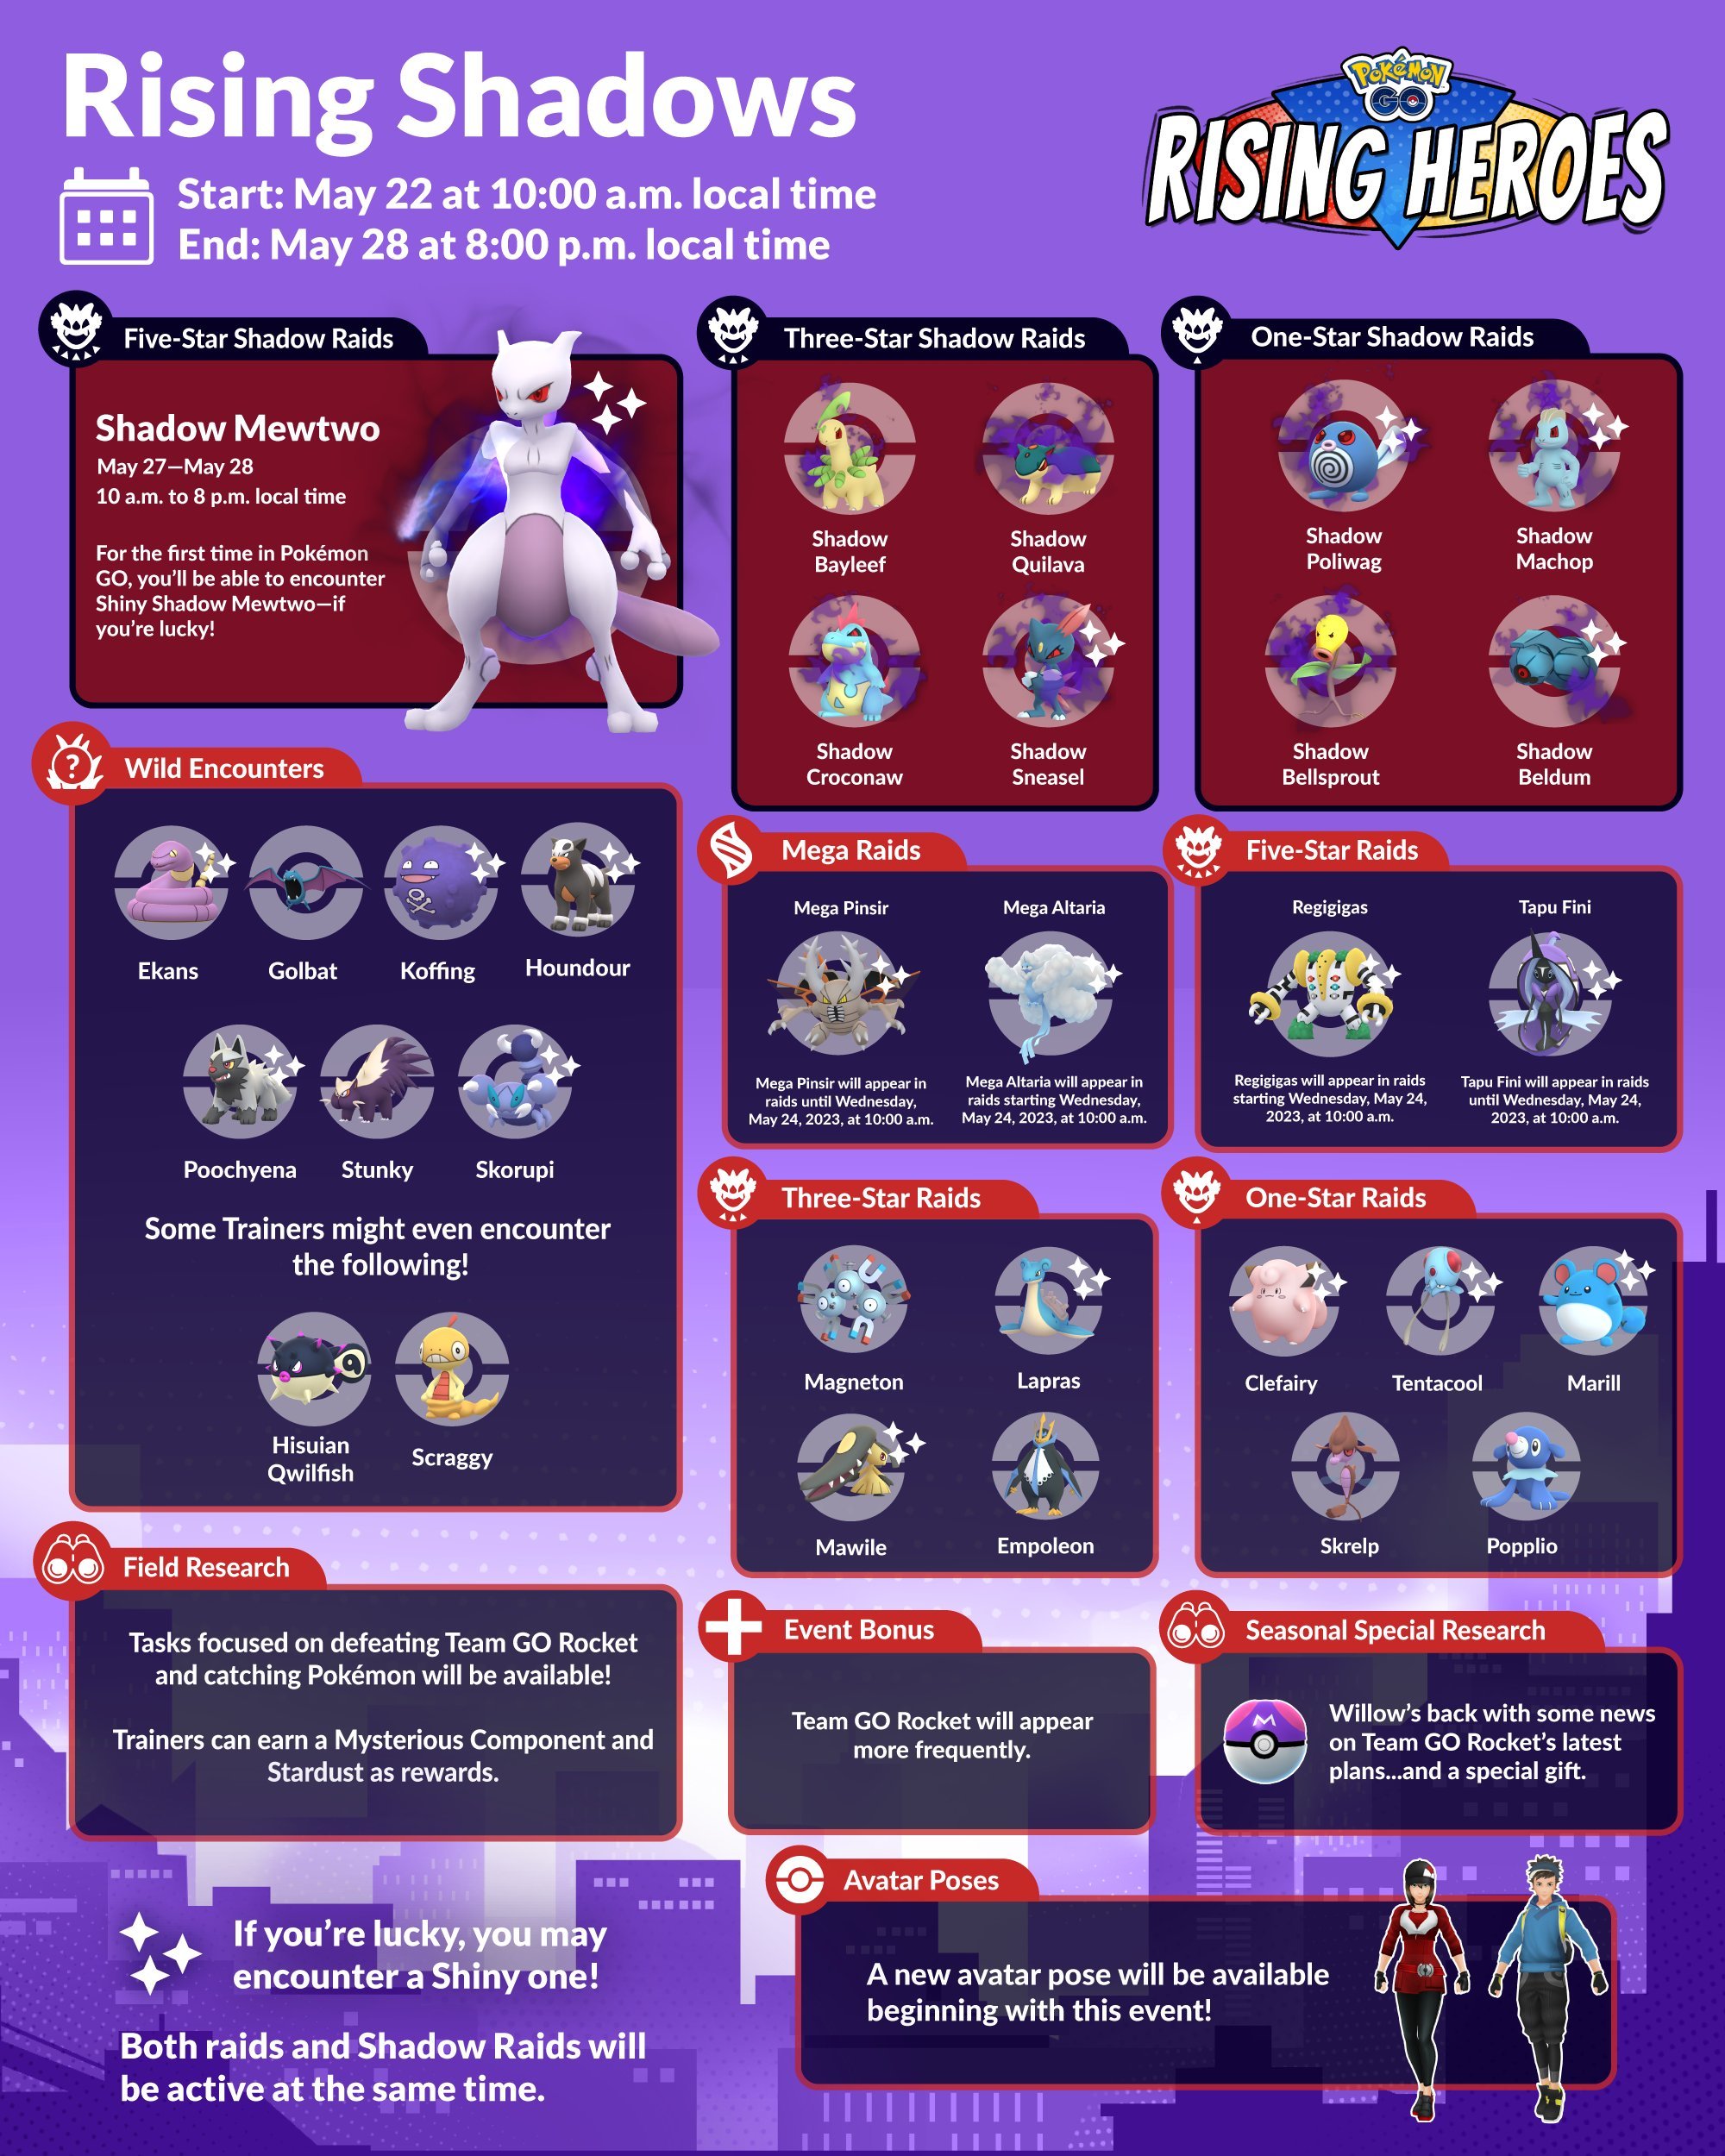 Rising Shadows
Start: May 22 at 10:00 a.m. local time
End: May 28 at 8:00 p.m. local time
POKÉMON
GO
RISING HEROES
Five-Star Shadow Raids
Shadow Mewtwo
May 27—May 28
10 a.m. to 8 p.m. local time
For the first time in Pokémon
GO, you'll be able to encounter
Shiny Shadow Mewtwo—if
you're lucky!
Three-Star Shadow Raids
Shadow
Bayleef
Shadow
Quilava
Shadow
Croconaw
Shadow
Sneasel
One-Star Shadow Raids
Shadow
Poliwag
Shadow
Machop
Shadow
Bellsprout
Shadow
Beldum
?
Wild Encounters
Ekans
Golbat
Koffing
Houndour
Poochyena
Stunky
Skorupi
Some Trainers might even encounter
the following!
Hisuian
Qwilfish
Scraggy
Mega Raids
Mega Pinsir
Mega Pinsir will appear in
raids until Wednesday,
May 24, 2023, at 10:00 a.m.
Mega Altaria
Mega Altaria will appear in
raids starting Wednesday,
May 24, 2023, at 10:00 a.m.
Five-Star Raids
Regigigas
Regigigas will appear in raids
starting Wednesday, May 24,
2023, at 10:00 a.m.
Tapu Fini
Tapu Fini will appear in raids
until Wednesday, May 24,
2023, at 10:00 a.m.
Three-Star Raids
Magneton
Lapras
Mawile
Empoleon
One-Star Raids
Clefairy
Tentacool
Marill
Skrelp
Popplio
Field Research
Tasks focused on defeating Team GO Rocket
and catching Pokémon will be available!
Trainers can earn a Mysterious Component and
Stardust as rewards.
Event Bonus
Team GO Rocket will appear
more frequently.
Seasonal Special Research
M
Willow's back with some news
on Team GO Rocket's latest
plans...and a special gift.
Avatar Poses
A new avatar pose will be available
beginning with this event!
If you're lucky, you may
encounter a Shiny one!
Both raids and Shadow Raids will
be active at the same time.